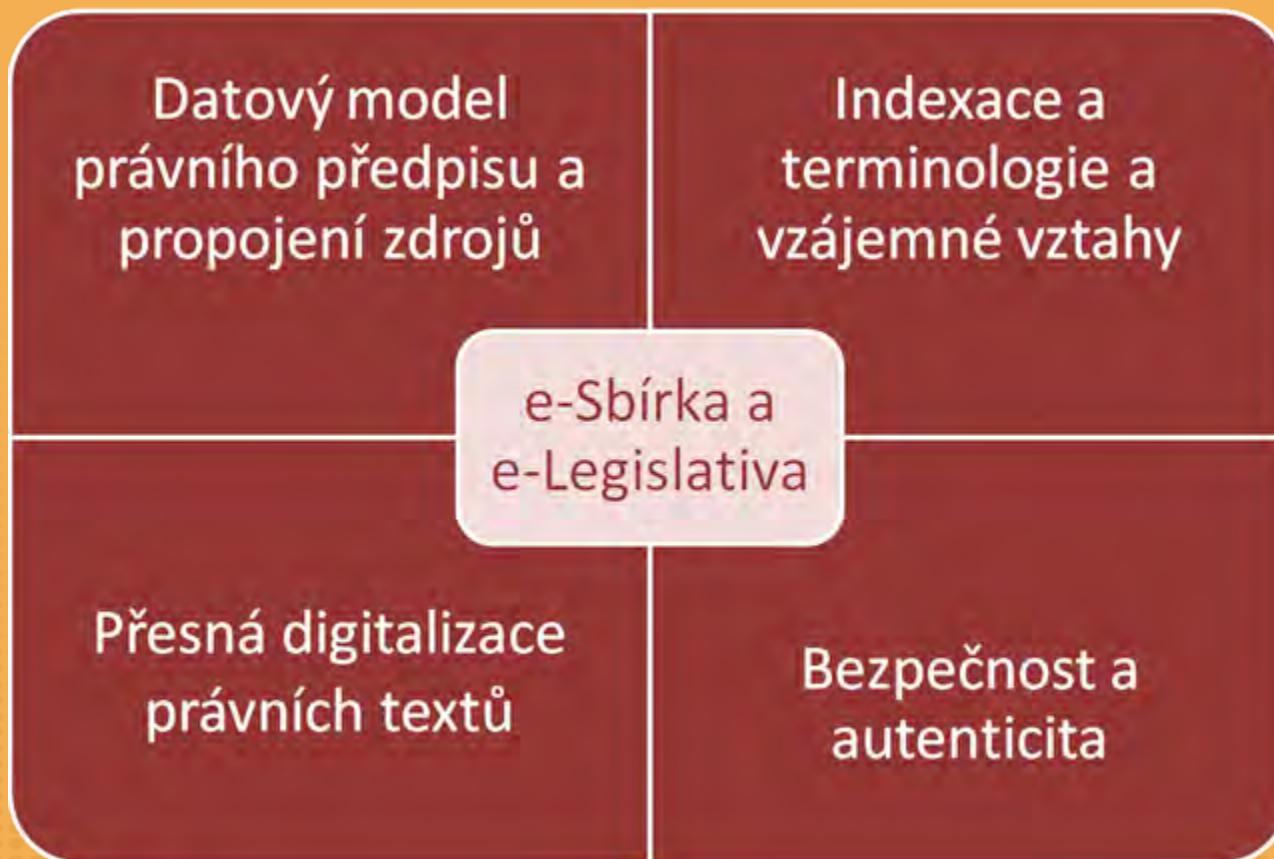 Datový model
právního předpisu a
propojení zdrojů
Indexace a
terminologie a
vzájemné vztahy
e-Sbírka a
e-Legislativa
Přesná digitalizace
právních textů
Bezpečnost a
autenticita